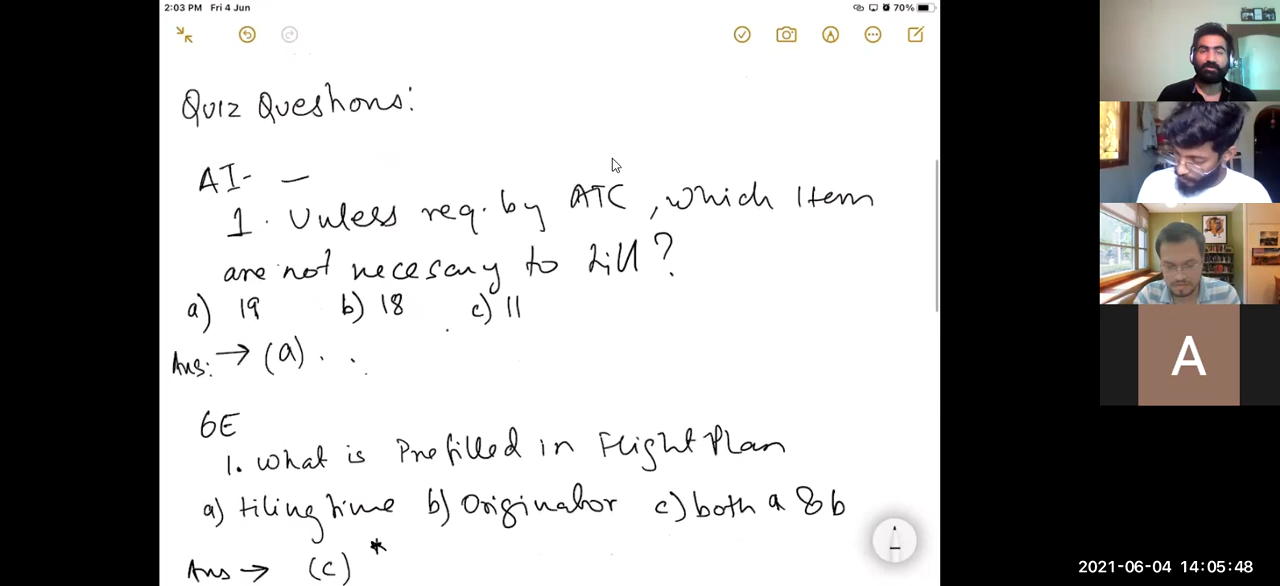 2:03 PM Fri 4 Jun
70%
Quiz Questions:
AI- —
1. Unless req. by ATC, which Item
are not necesary to fill?
a) 19 b) 18 c) 11
Ans: → (a).
6E
1. What is Prefilled in Flight Plan
a) filing time b) Originator c) both a & b
Ans → (c) *
A
2021-06-04 14:05:48